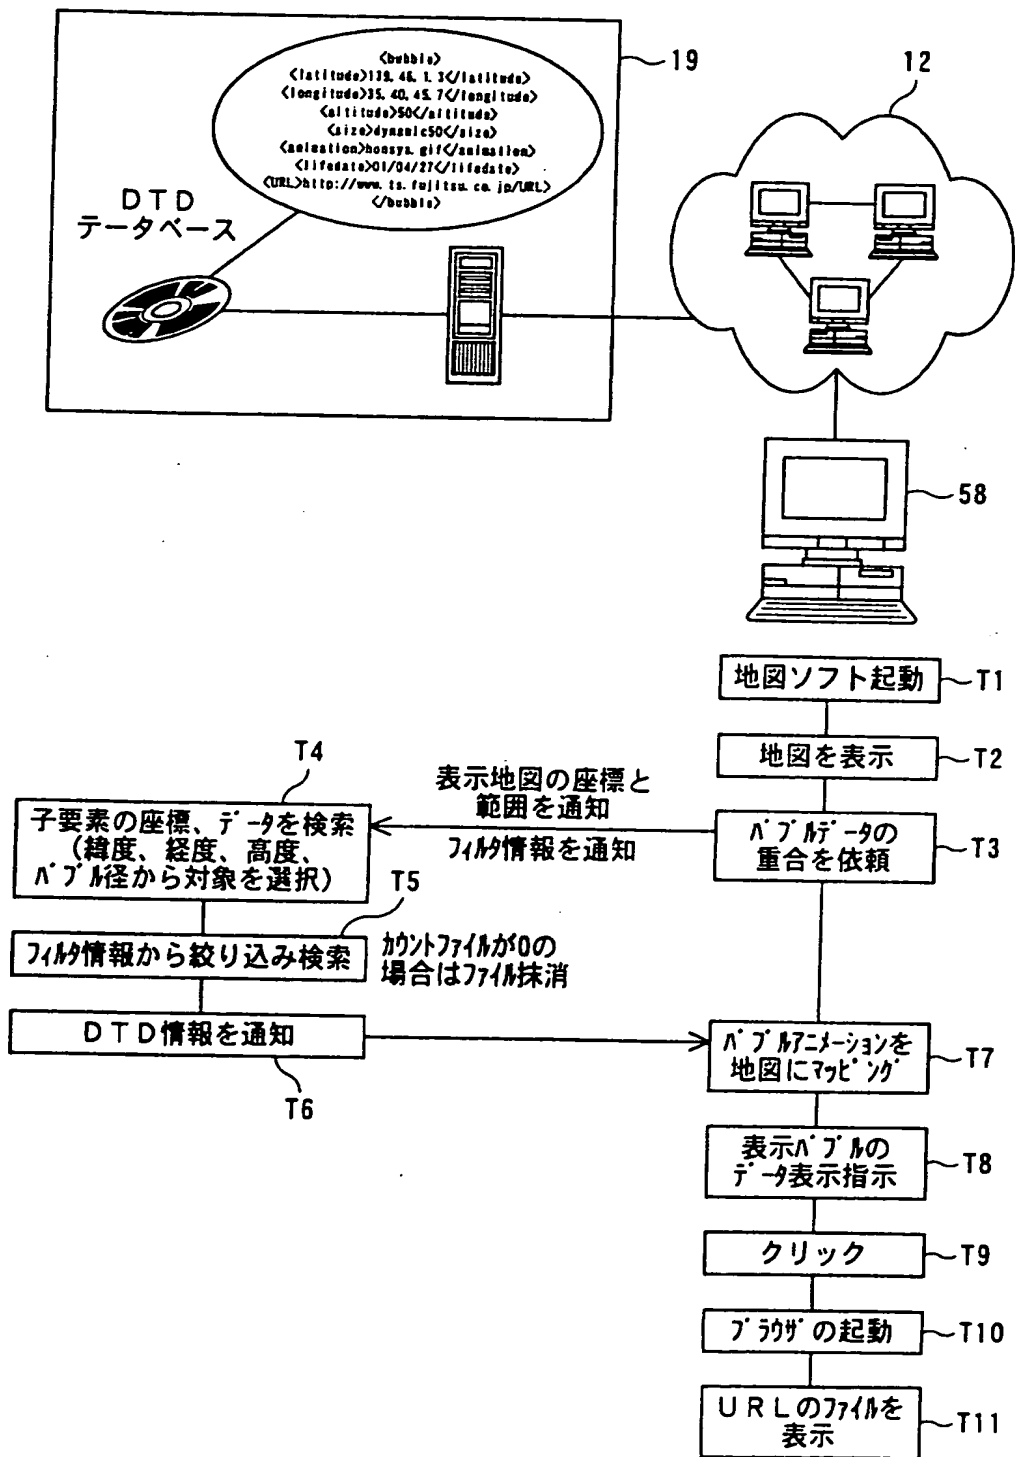 19
12
<bubble>
<latitude>139.46.1.3</latitude>
<longitude>35.40.45.7</longitude>
<altitude>50</altitude>
<size>dynamic50</size>
<animation>honsya.gif</animation>
<lifedate>01/04/27</lifedate>
<URL>http://www.ts.fujitsu.co.jp/URL>
</bubble>
DTD
データベース
58
地図ソフト起動
T1
地図を表示
T2
T4
表示地図の座標と
範囲を通知
フィルタ情報を通知
子要素の座標、データを検索
(緯度、経度、高度、
バブル径から対象を選択)
バブルデータの
重合を依頼
T3
T5
フィルタ情報から絞り込み検索
カウントファイルが0の
場合はファイル抹消
DTD情報を通知
T6
バブルアニメーションを
地図にマッピング
T7
表示バブルの
データ表示指示
T8
クリック
T9
ブラウザの起動
T10
URLのファイルを
表示
T11